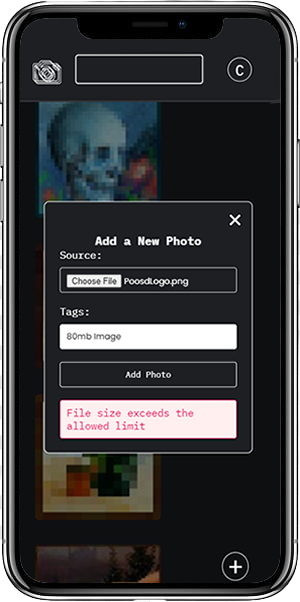 C
Add a New Photo
Source:
Choose File PoosdLogo.png
Tags:
80mb Image
Add Photo
File size exceeds the
allowed limit